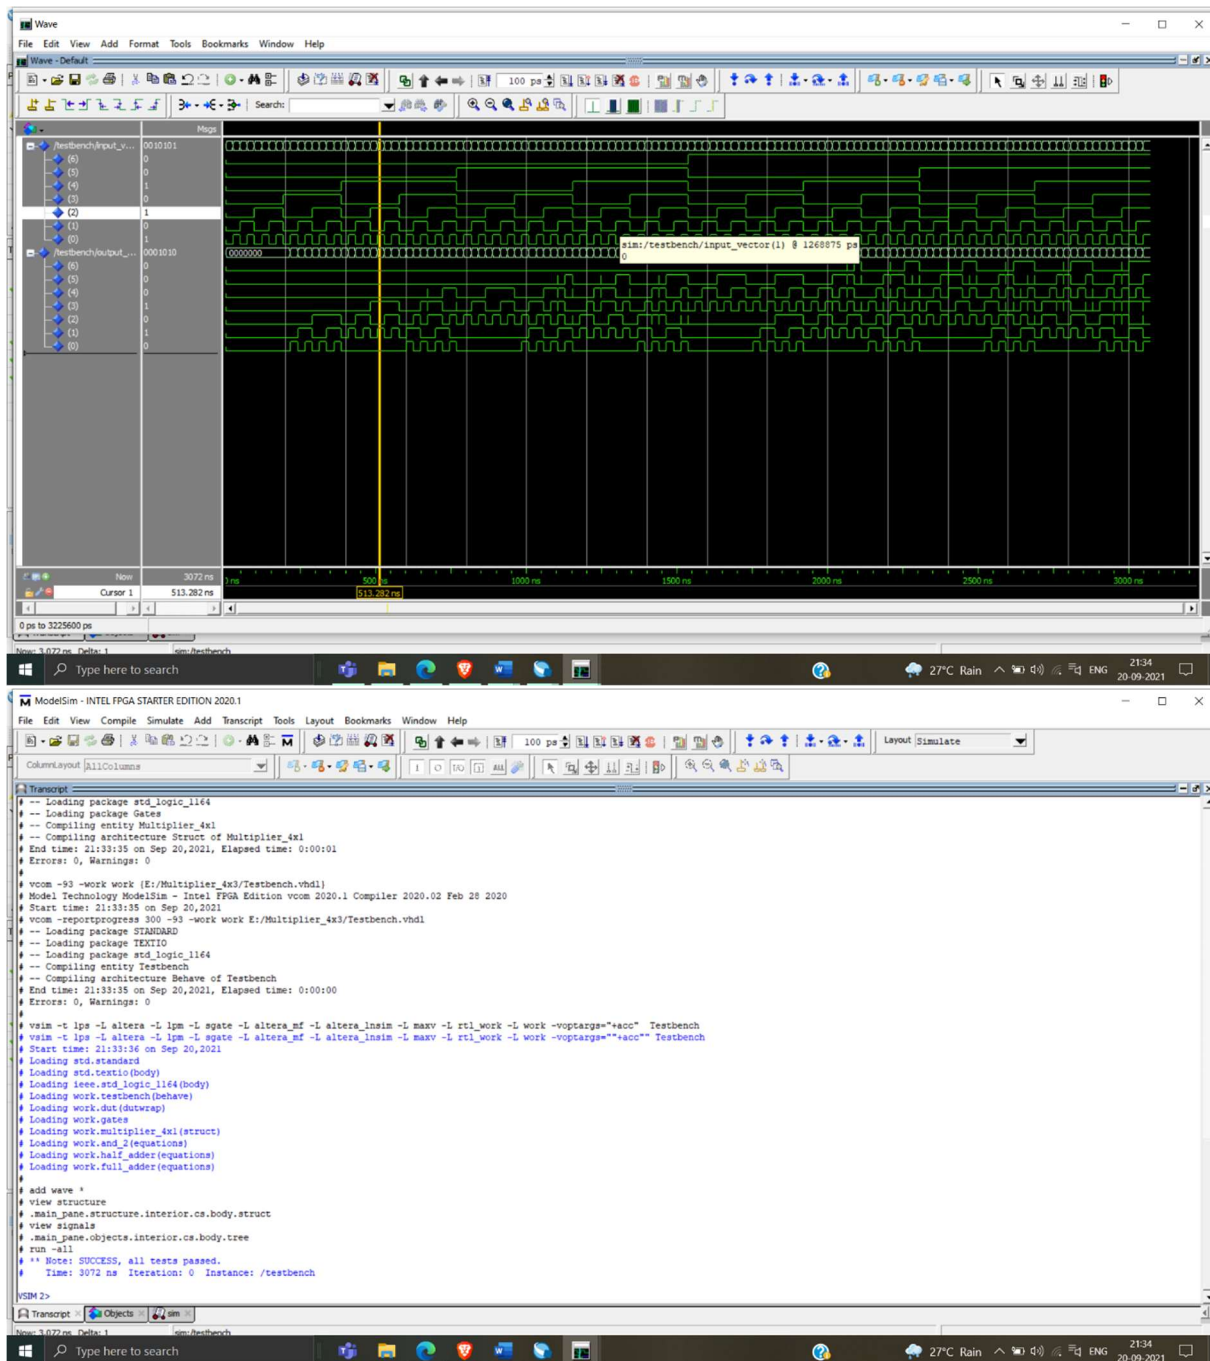 Wave
File Edit View Add Format Tools Bookmarks Window Help
Wave - Default
100 ps
Search:
Msgs
/testbench/input_v... 0010101
(6) 0
(5) 0
(4) 1
(3) 0
(2) 1
(1) 0
(0) 1
/testbench/output_... 0001010
(6) 0
(5) 0
(4) 0
(3) 1
(2) 0
(1) 1
(0) 0
0000000
sim:/testbench/input_vector(1) @ 1268875 ps
0
Now 3072 ns
500 ns 1000 ns 1500 ns 2000 ns 2500 ns 3000 ns
Cursor 1 513.282 ns 513.282 ns
0 ps to 3225600 ps
Now: 3,072 ns Delta: 1 sim:/testbench
Type here to search 27°C Rain ENG 21:34
20-09-2021
ModelSim - INTEL FPGA STARTER EDITION 2020.1
File Edit View Compile Simulate Add Transcript Tools Layout Bookmarks Window Help
100 ps Layout Simulate
ColumnLayout AllColumns
Transcript
# -- Loading package std_logic_1164
# -- Loading package Gates
# -- Compiling entity Multiplier_4x1
# -- Compiling architecture Struct of Multiplier_4x1
# End time: 21:33:35 on Sep 20,2021, Elapsed time: 0:00:01
# Errors: 0, Warnings: 0
#
# vcom -93 -work work {E:/Multiplier_4x3/Testbench.vhdl}
# Model Technology ModelSim - Intel FPGA Edition vcom 2020.1 Compiler 2020.02 Feb 28 2020
# Start time: 21:33:35 on Sep 20,2021
# vcom -reportprogress 300 -93 -work work E:/Multiplier_4x3/Testbench.vhdl
# -- Loading package STANDARD
# -- Loading package TEXTIO
# -- Loading package std_logic_1164
# -- Compiling entity Testbench
# -- Compiling architecture Behave of Testbench
# End time: 21:33:35 on Sep 20,2021, Elapsed time: 0:00:00
# Errors: 0, Warnings: 0
#
# vsim -t 1ps -L altera -L lpm -L sgate -L altera_mf -L altera_lnsim -L maxv -L rtl_work -L work -voptargs="+acc" Testbench
# vsim -t 1ps -L altera -L lpm -L sgate -L altera_mf -L altera_lnsim -L maxv -L rtl_work -L work -voptargs=""+acc"" Testbench
# Start time: 21:33:36 on Sep 20,2021
# Loading std.standard
# Loading std.textio(body)
# Loading ieee.std_logic_1164(body)
# Loading work.testbench(behave)
# Loading work.dut(dutwrap)
# Loading work.gates
# Loading work.multiplier_4x1(struct)
# Loading work.and_2(equations)
# Loading work.half_adder(equations)
# Loading work.full_adder(equations)
#
# add wave *
# view structure
# .main_pane.structure.interior.cs.body.struct
# view signals
# .main_pane.objects.interior.cs.body.tree
# run -all
# ** Note: SUCCESS, all tests passed.
# Time: 3072 ns Iteration: 0 Instance: /testbench
VSIM 2>
Transcript Objects sim
Now: 3,072 ns Delta: 1 sim:/testbench
Type here to search 27°C Rain ENG 21:34
20-09-2021